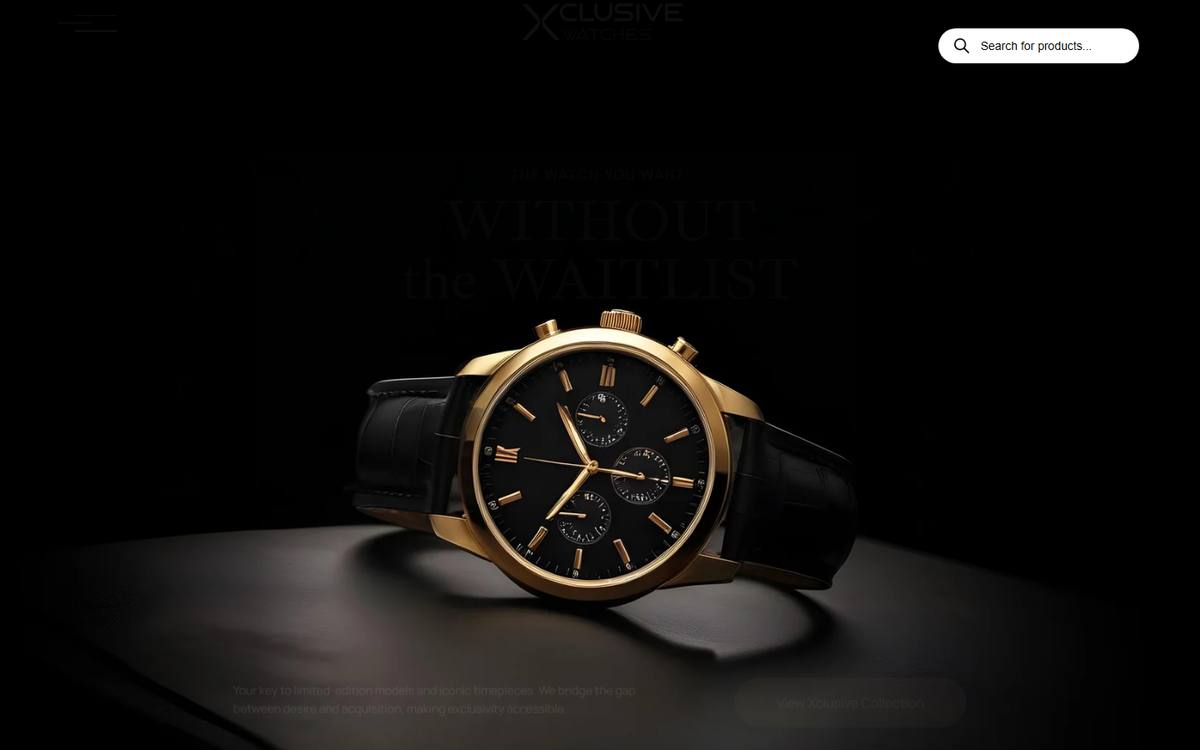 XCLUSIVE
WATCHES
Search for products...
THE WATCH YOU WANT
WITHOUT
the WAITLIST
Your key to limited-edition models and iconic timepieces. We bridge the gap
between desire and acquisition, making exclusivity accessible.
View Xclusive Collection